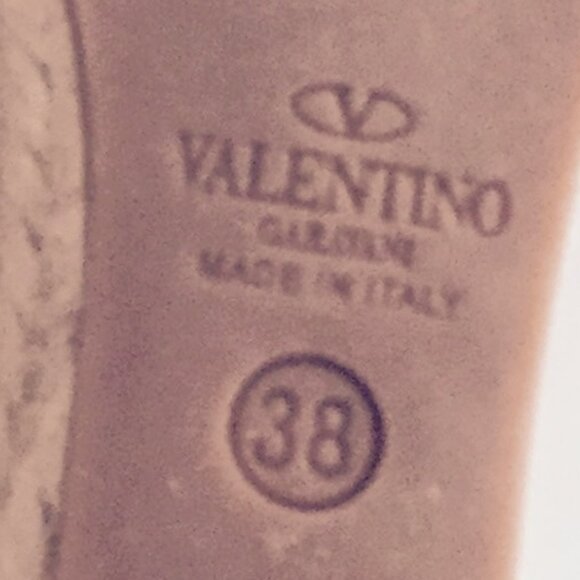 V
VALENTINO
GARAVANI
MADE IN ITALY
38